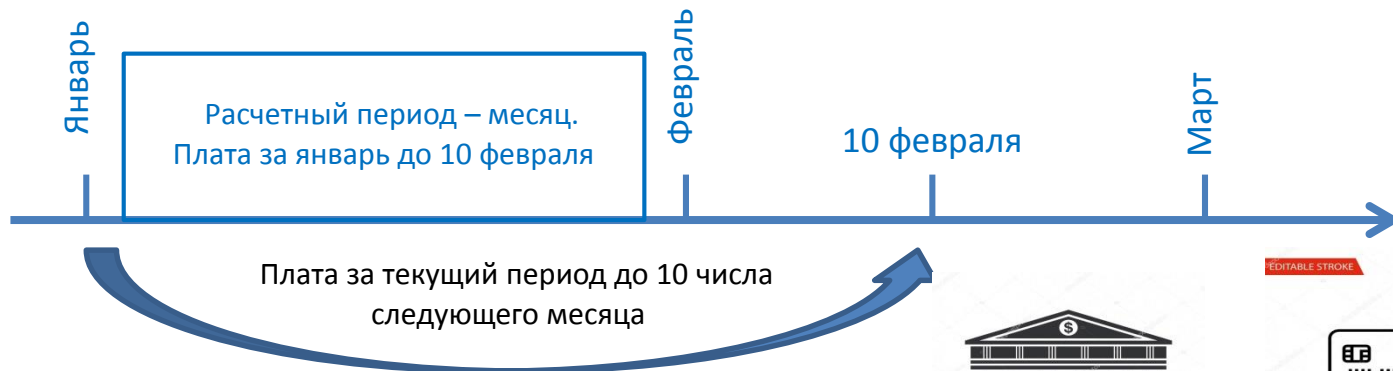 Январь
Расчетный период – месяц.
Плата за январь до 10 февраля
Февраль
10 февраля
Март
Плата за текущий период до 10 числа
следующего месяца
EDITABLE STROKE
$